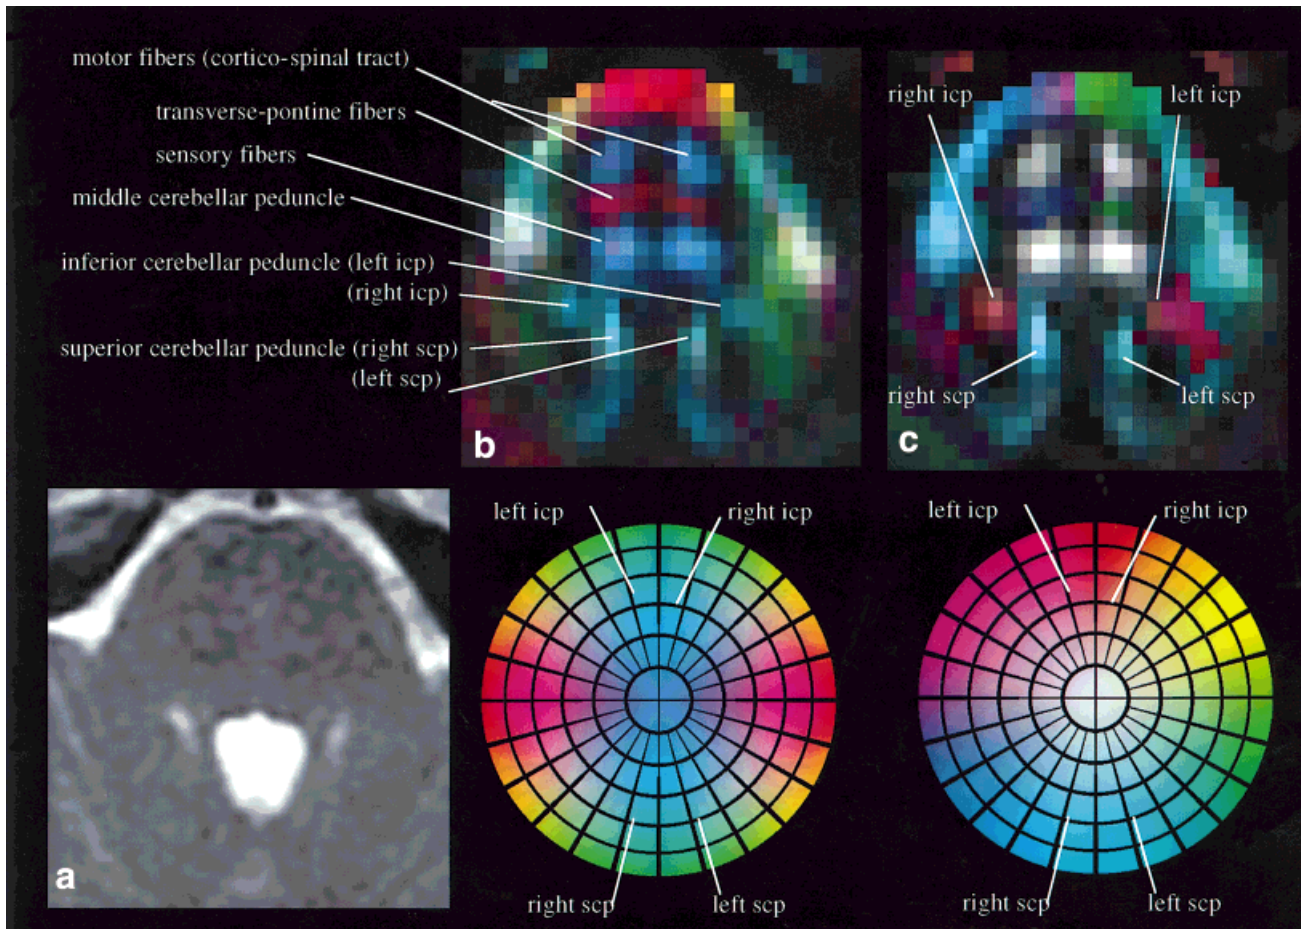 motor fibers (cortico-spinal tract)
transverse-pontine fibers
sensory fibers
middle cerebellar peduncle
inferior cerebellar peduncle (left icp)
(right icp)
superior cerebellar peduncle (right scp)
(left scp)
b
right icp
left icp
right scp
left scp
c
a
left icp
right icp
right scp
left scp
left icp
right icp
right scp
left scp